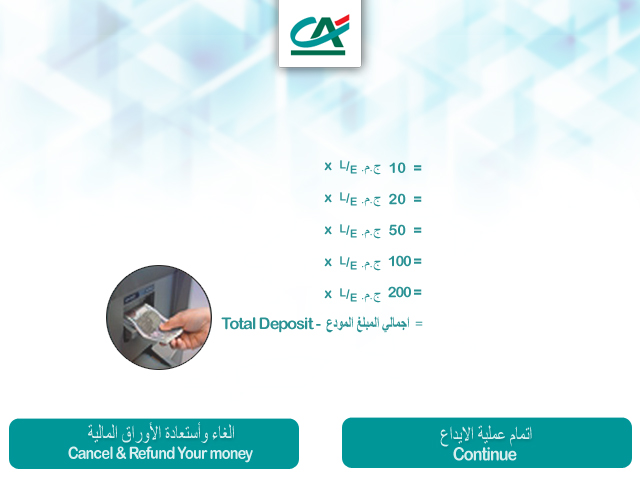 CA
x L/E ج.م. 10 =
x L/E ج.م. 20 =
x L/E ج.م. 50 =
x L/E ج.م. 100 =
x L/E ج.م. 200 =
Total Deposit - اجمالي المبلغ المودع =
الغاء وأستعادة الأوراق المالية
Cancel & Refund Your money
اتمام عملية الايداع
Continue